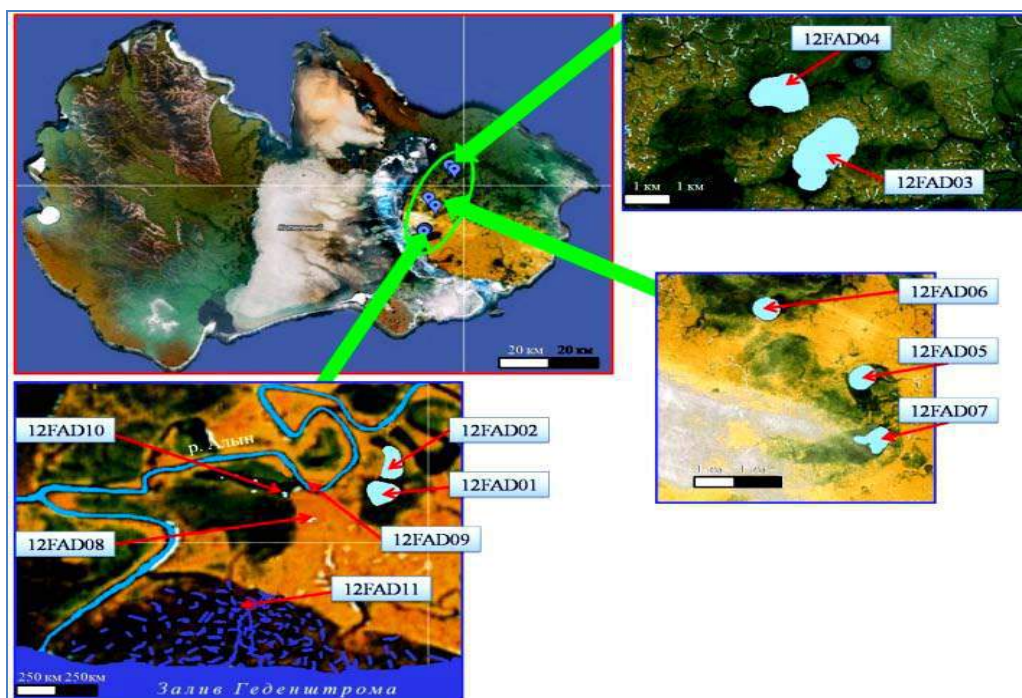 12FAD04
12FAD03
1 км 1 км
20 км 20 км
12FAD06
12FAD05
12FAD07
12FAD10
р. Алын
12FAD02
12FAD01
12FAD08
12FAD09
12FAD11
250 км 250км
Залив Геденштрома